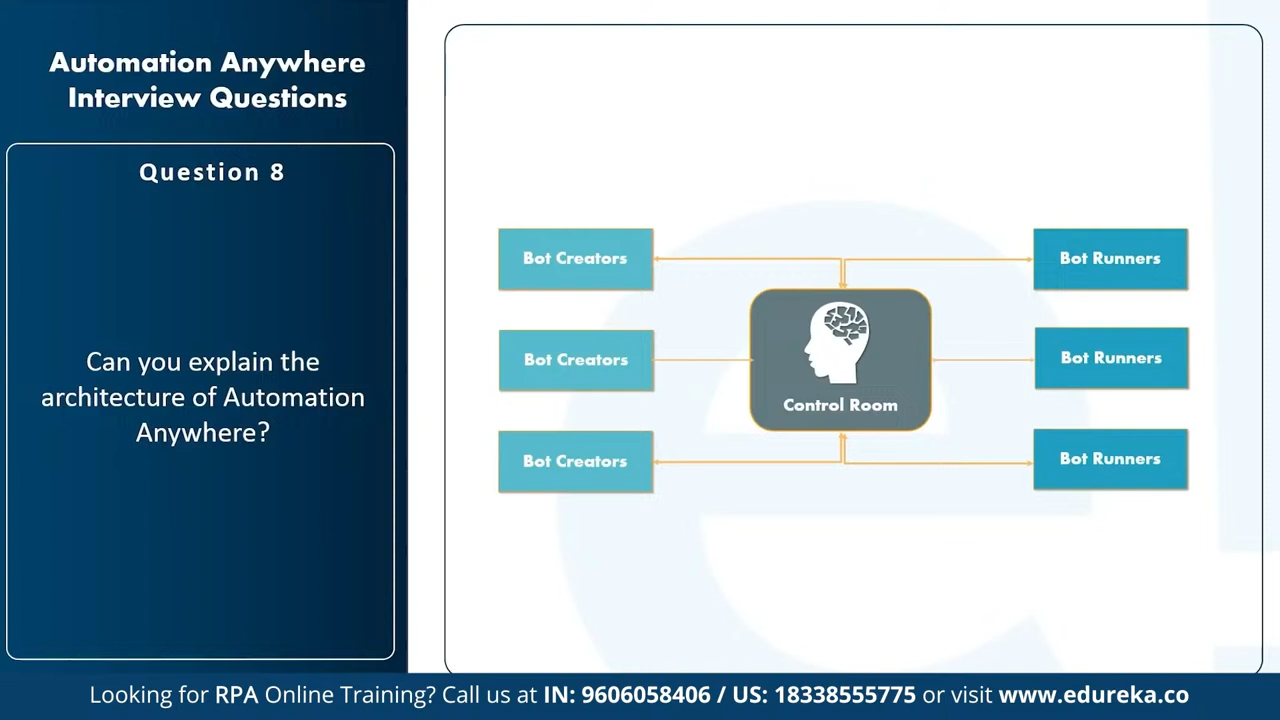 Automation Anywhere
Interview Questions
Question 8
Can you explain the
architecture of Automation
Anywhere?
Bot Creators
Bot Runners
Bot Creators
Control Room
Bot Runners
Bot Creators
Bot Runners
Looking for RPA Online Training? Call us at IN: 9606058406 / US: 18338555775 or visit www.edureka.co